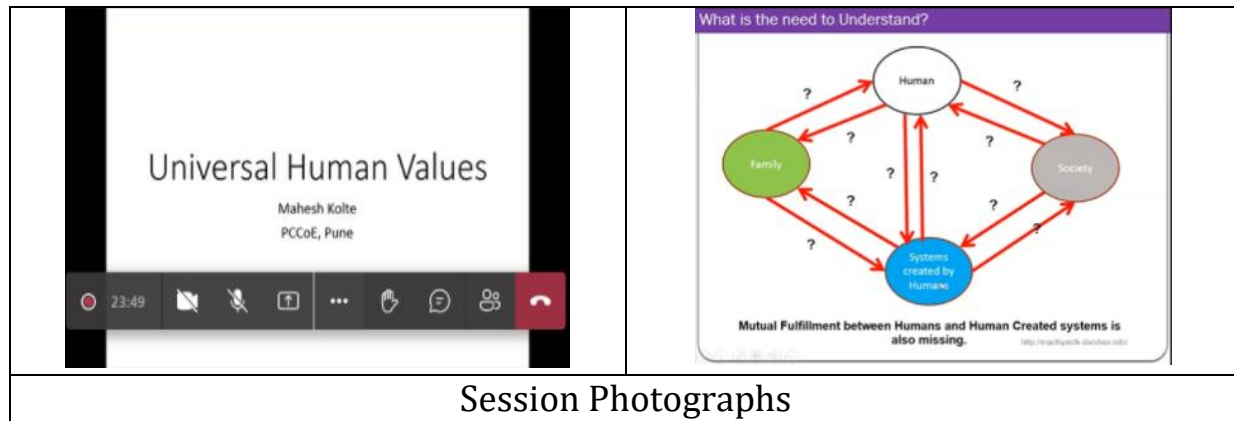 Universal Human Values
Mahesh Kolte
PCCoE, Pune
23:49
What is the need to Understand?
Human
?
?
?
?
Family
Society
?
?
?
?
?
?
Systems
created by
Humans
Mutual Fulfillment between Humans and Human Created systems is
also missing.
Session Photographs